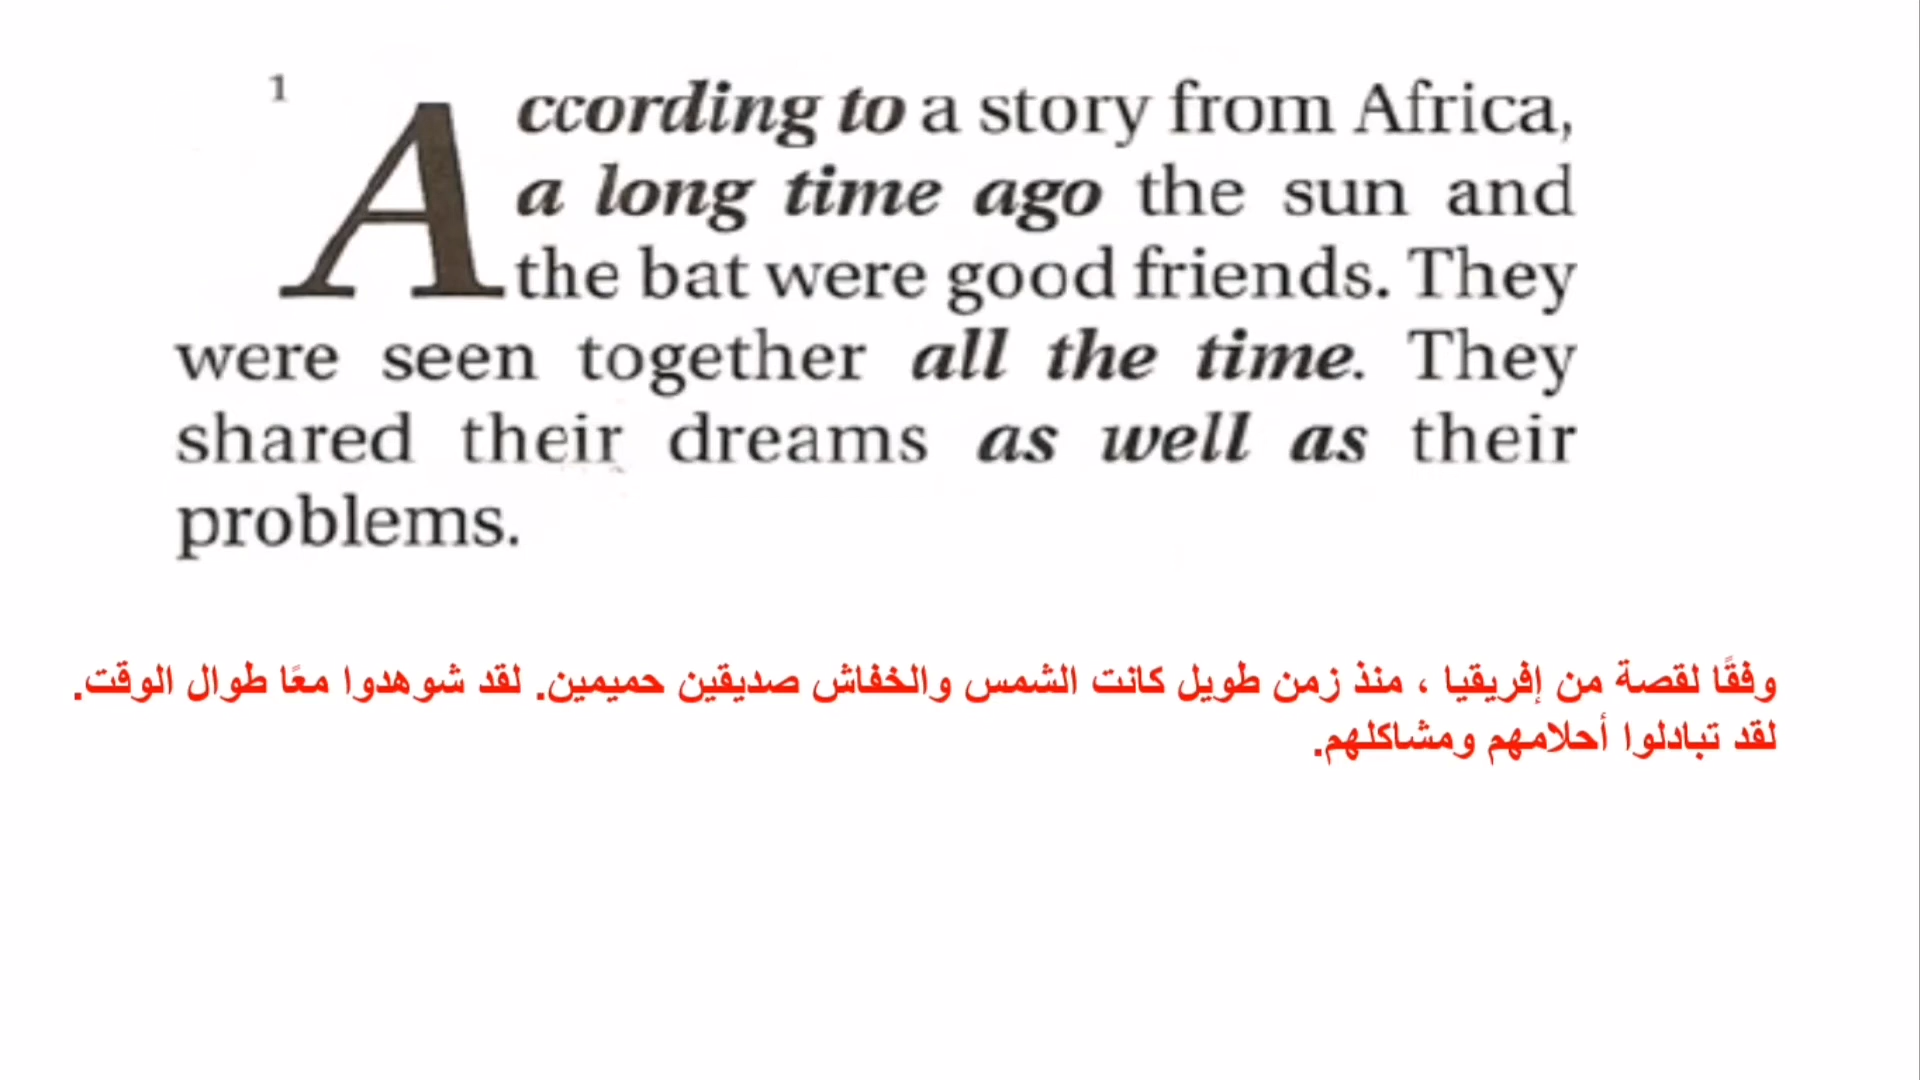 1
According to a story from Africa,
a long time ago the sun and
the bat were good friends. They
were seen together all the time. They
shared their dreams as well as their
problems.
وفقًا لقصة من إفريقيا ، منذ زمن طويل كانت الشمس والخفاش صديقين حميمين. لقد شوهدوا معًا طوال الوقت.
لقد تبادلوا أحلامهم ومشاكلهم.